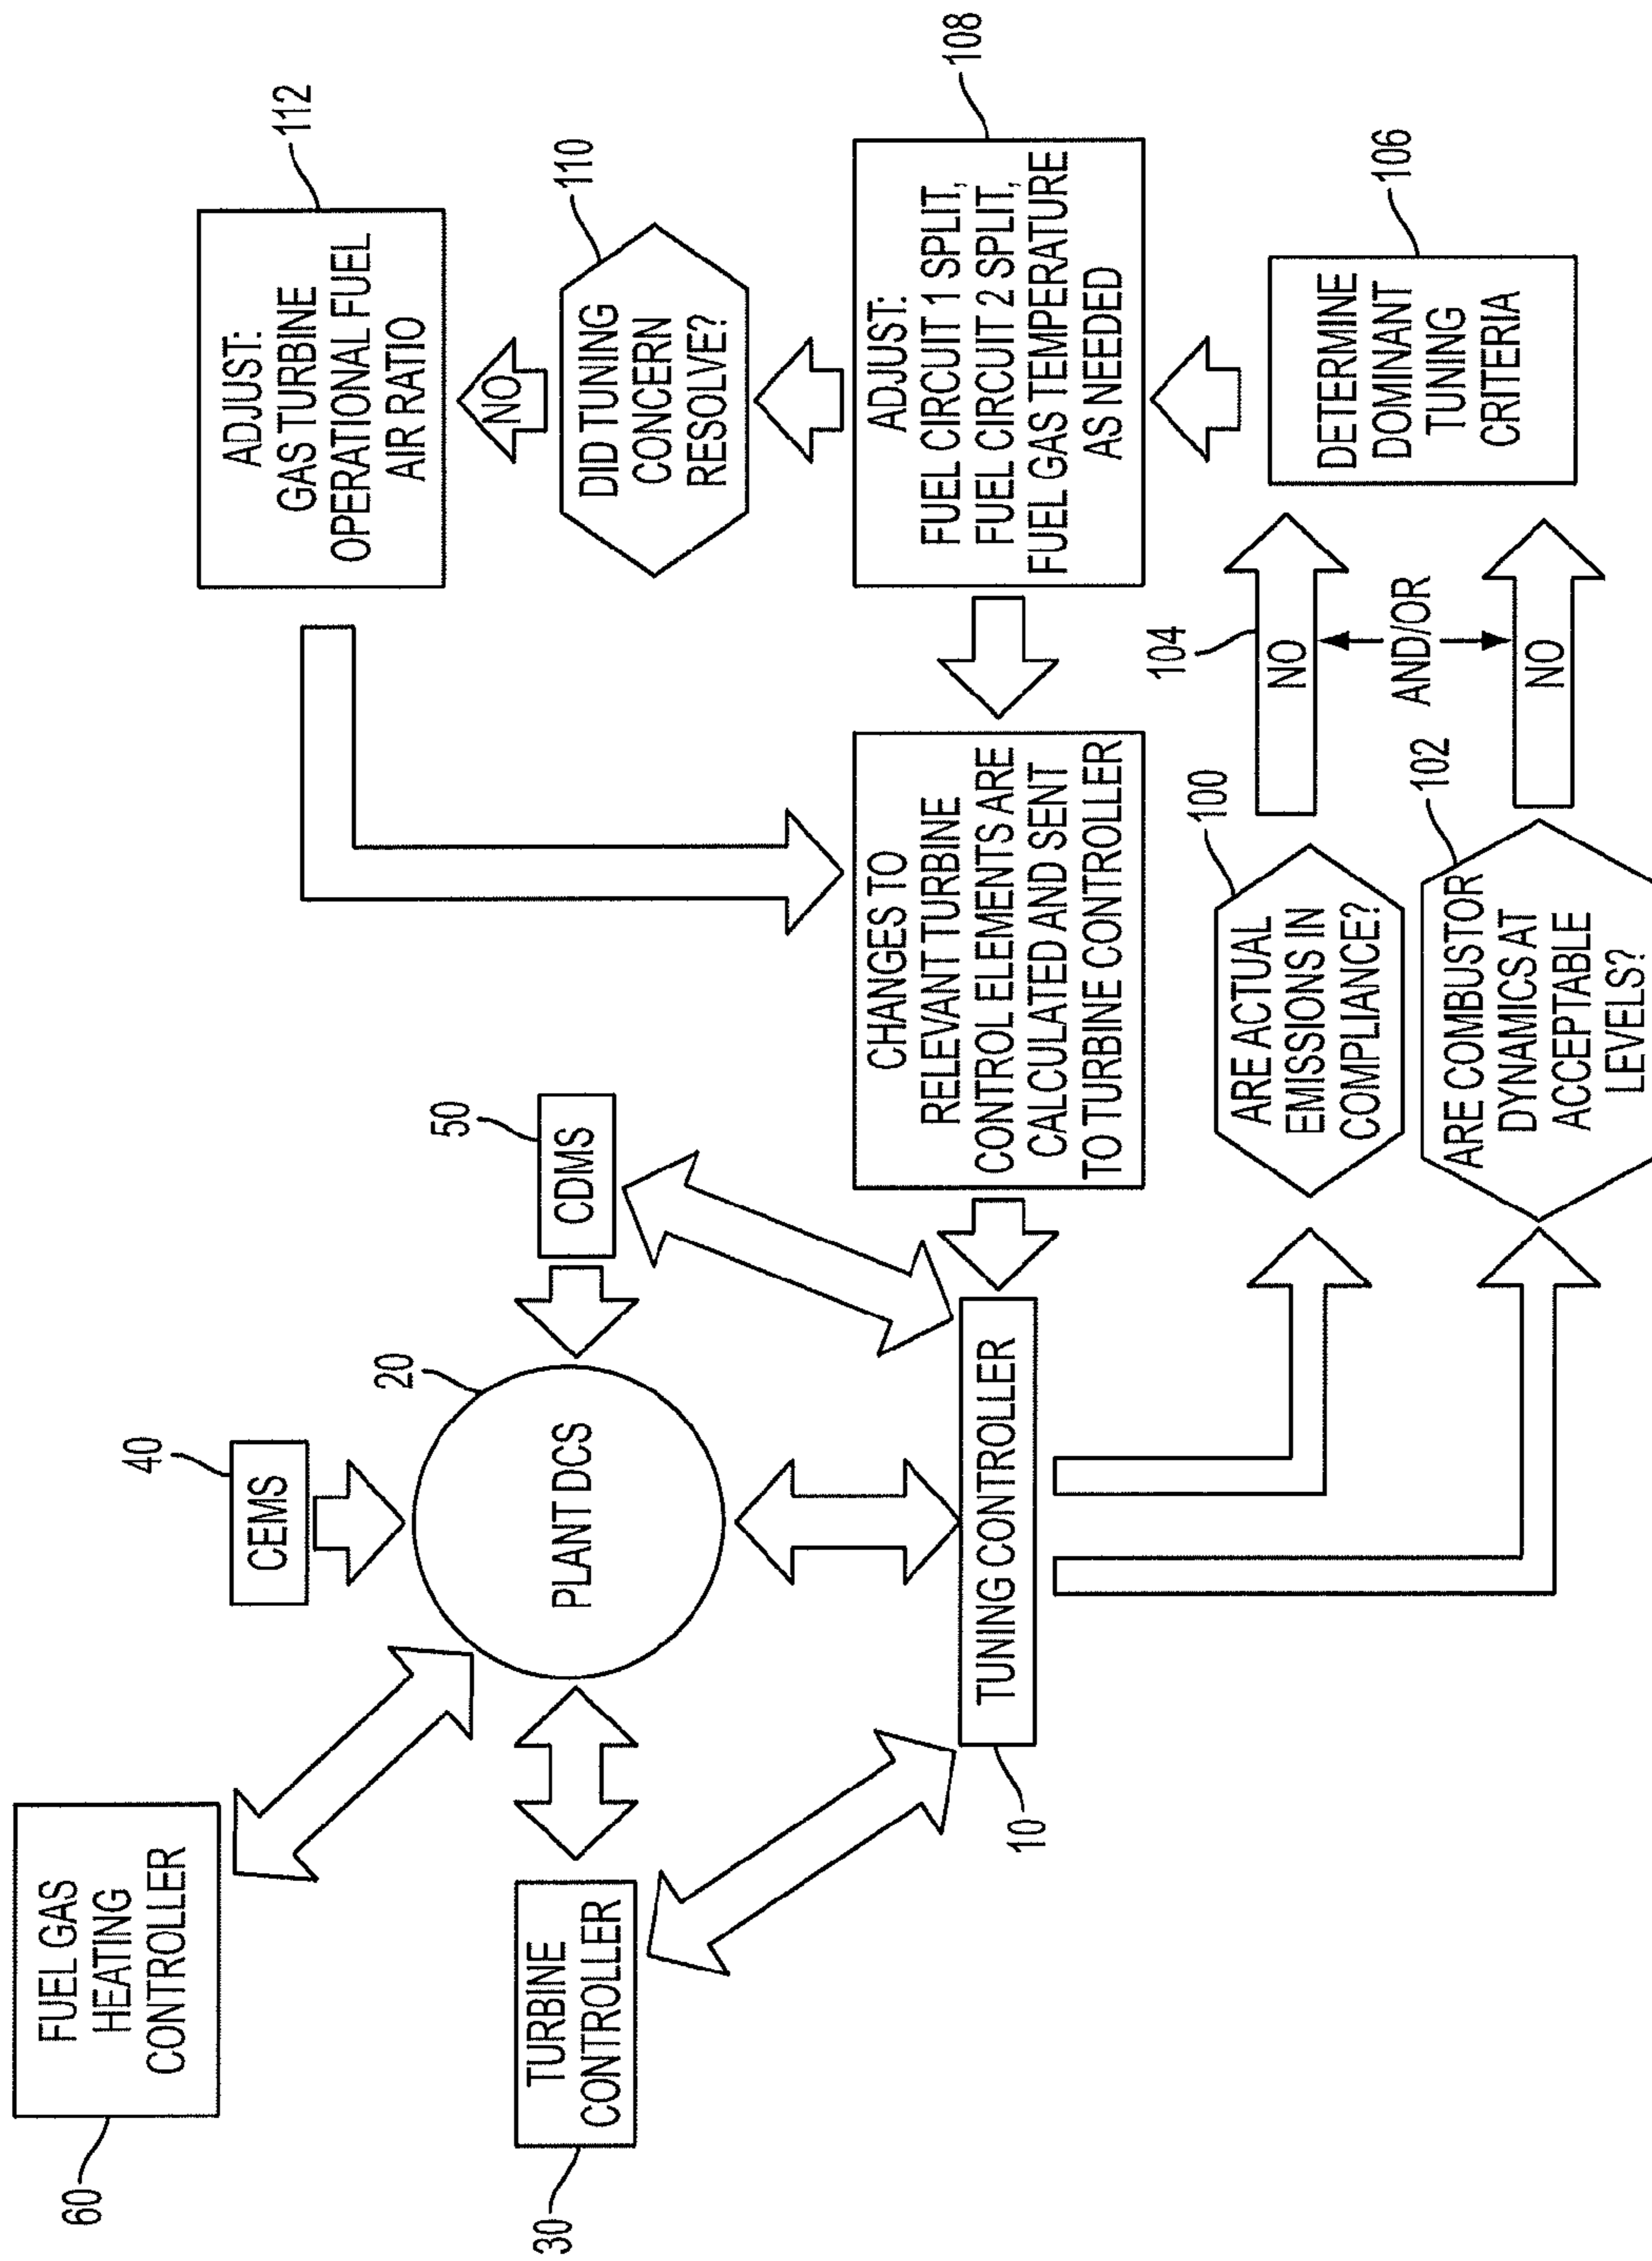 60
FUEL GAS
HEATING
CONTROLLER
40
CEMS
112
ADJUST:
GAS TURBINE
OPERATIONAL FUEL
AIR RATIO
NO
30
TURBINE
CONTROLLER
20
PLANT DCS
50
CDMS
110
DID TUNING
CONCERN
RESOLVE?
10
TUNING CONTROLLER
CHANGES TO
RELEVANT TURBINE
CONTROL ELEMENTS ARE
CALCULATED AND SENT
TO TURBINE CONTROLLER
108
ADJUST:
FUEL CIRCUIT 1 SPLIT,
FUEL CIRCUIT 2 SPLIT,
FUEL GAS TEMPERATURE
AS NEEDED
100
ARE ACTUAL
EMISSIONS IN
COMPLIANCE?
104
NO
AND/OR
106
DETERMINE
DOMINANT
TUNING
CRITERIA
102
ARE COMBUSTOR
DYNAMICS AT
ACCEPTABLE
LEVELS?
NO